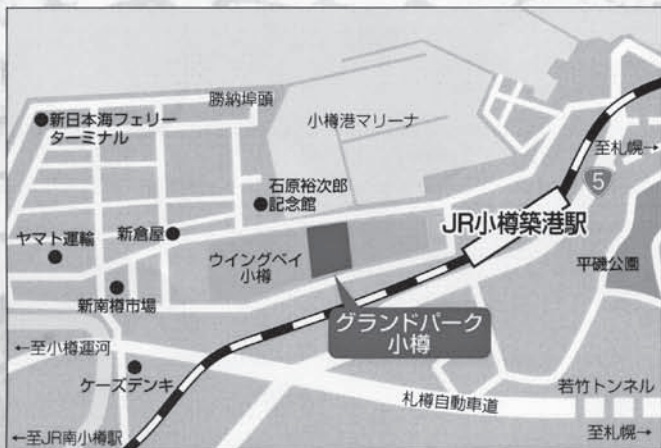 勝納埠頭
新日本海フェリー
ターミナル
小樽港マリーナ
至札幌→
5
石原裕次郎
記念館
JR小樽築港駅
新倉屋
ヤマト運輸
ウイングベイ
小樽
平磯公園
新南樽市場
グランドパーク
小樽
←至小樽運河
ケーズデンキ
若竹トンネル
札樽自動車道
←至JR南小樽駅
至札幌→